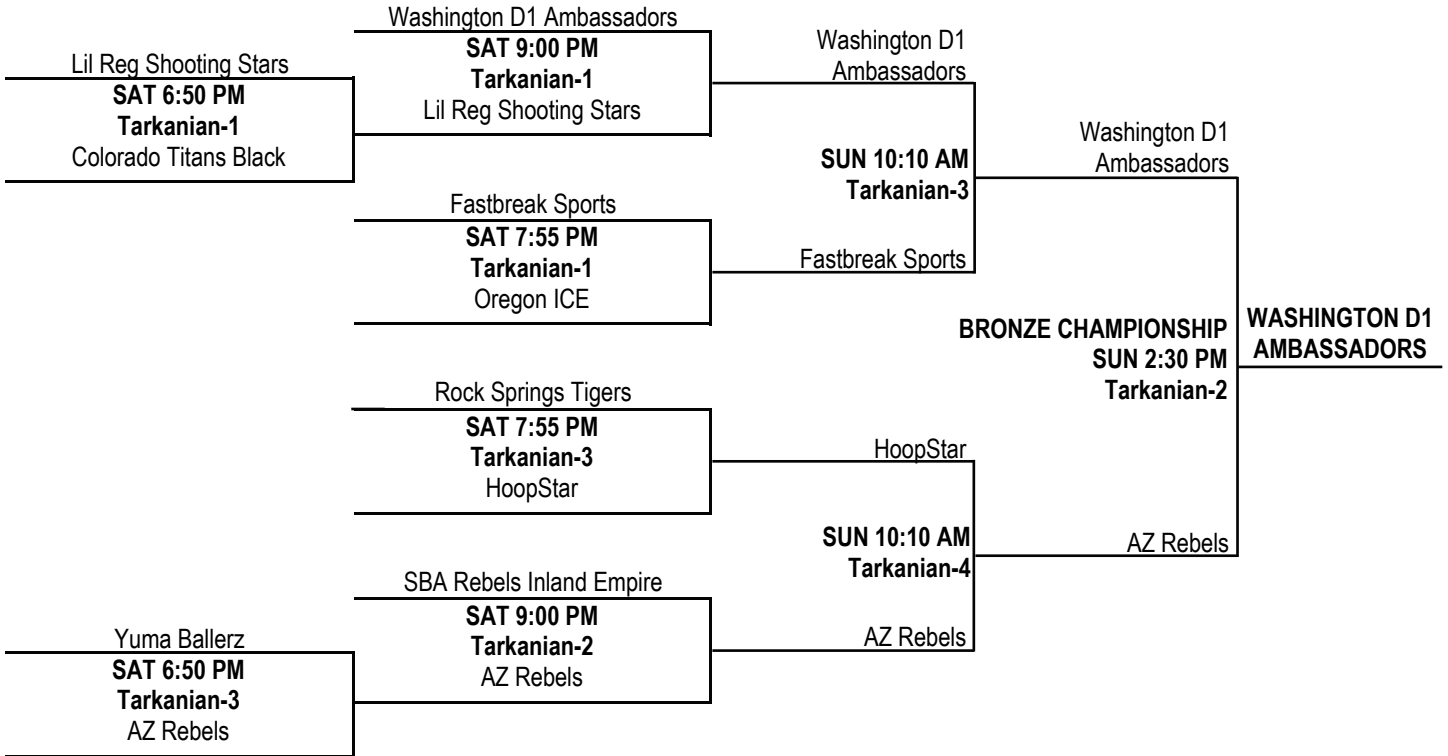 Lil Reg Shooting Stars
SAT 6:50 PM
Tarkanian-1
Colorado Titans Black
Yuma Ballerz
SAT 6:50 PM
Tarkanian-3
AZ Rebels
Washington D1 Ambassadors
SAT 9:00 PM
Tarkanian-1
Lil Reg Shooting Stars
Fastbreak Sports
SAT 7:55 PM
Tarkanian-1
Oregon ICE
Rock Springs Tigers
SAT 7:55 PM
Tarkanian-3
HoopStar
SBA Rebels Inland Empire
SAT 9:00 PM
Tarkanian-2
AZ Rebels
Washington D1
Ambassadors
SUN 10:10 AM
Tarkanian-3
Fastbreak Sports
HoopStar
SUN 10:10 AM
Tarkanian-4
AZ Rebels
Washington D1
Ambassadors
BRONZE CHAMPIONSHIP
SUN 2:30 PM
Tarkanian-2
AZ Rebels
WASHINGTON D1
AMBASSADORS